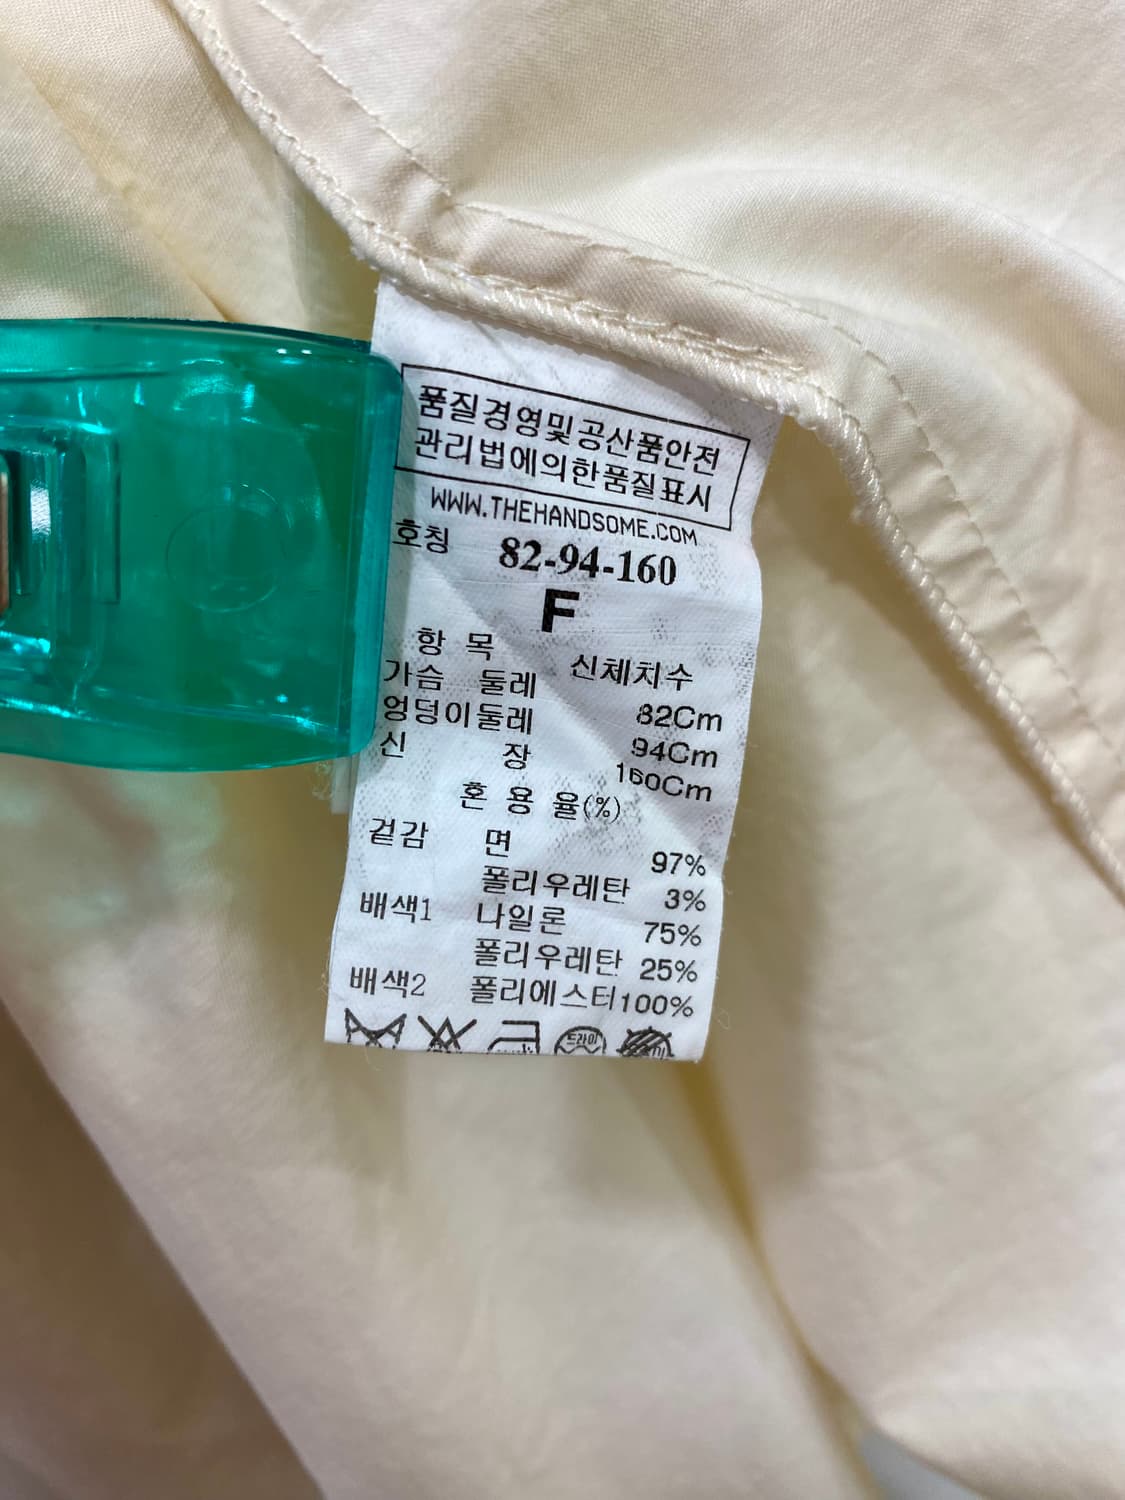 품질경영및공산품안전
관리법에의한품질표시
WWW.THEHANDSOME.COM
호칭 82-94-160
F
항 목 신체치수
가슴 둘레 82Cm
엉덩이둘레 94Cm
신 장 160Cm
혼 용 율(%)
겉감 면 97%
폴리우레탄 3%
배색1 나일론 75%
폴리우레탄 25%
배색2 폴리에스터100%
드라이